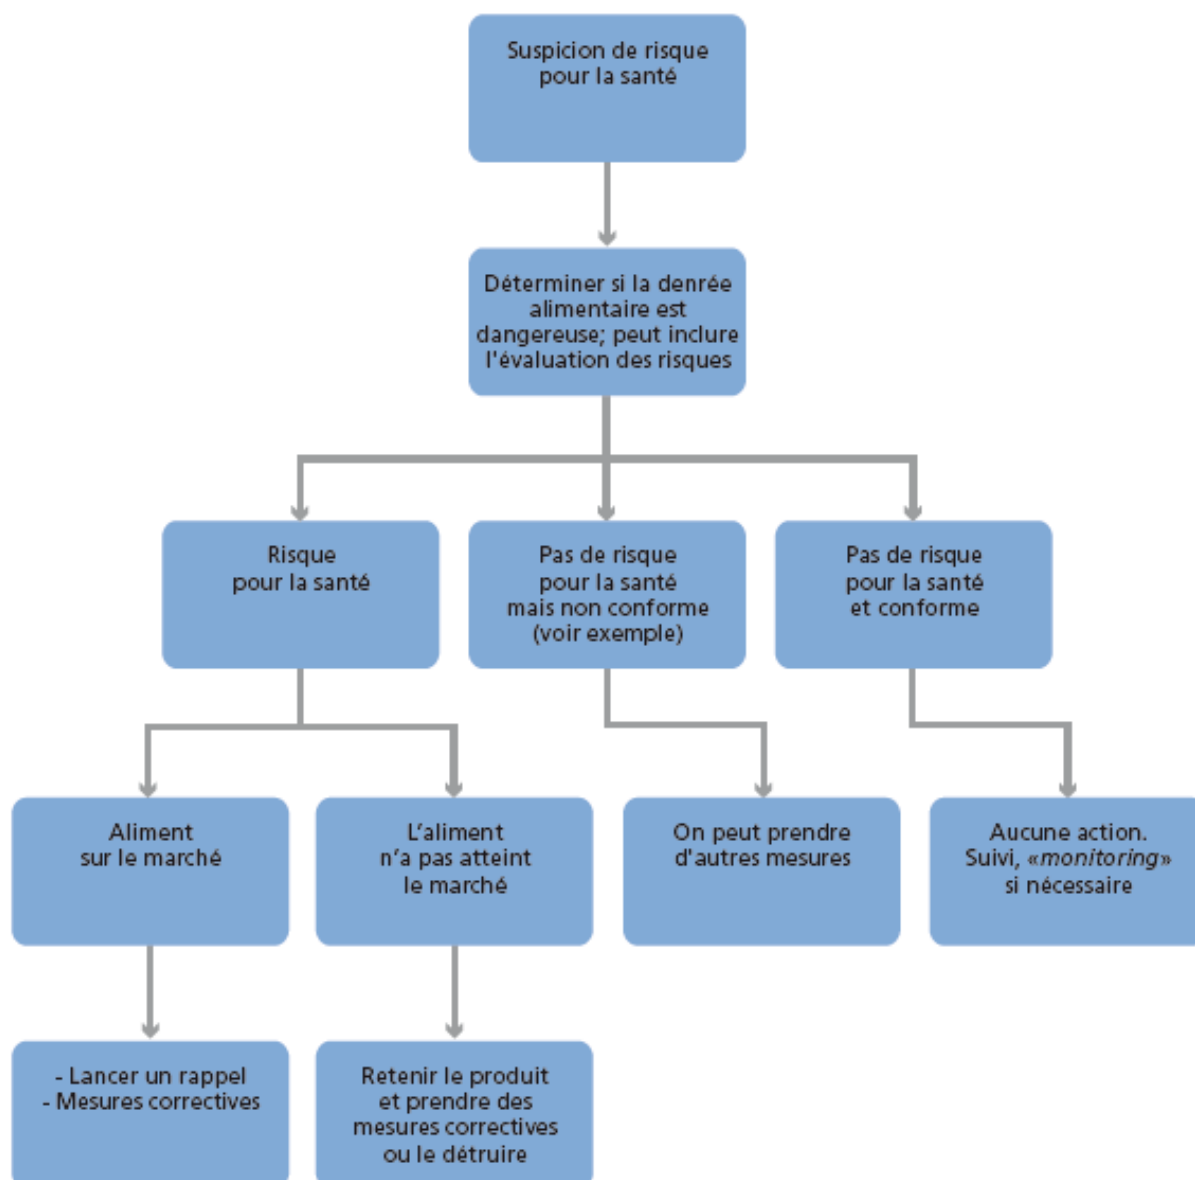 Suspicion de risque
pour la santé
Déterminer si la denrée
alimentaire est
dangereuse; peut inclure
l'évaluation des risques
Risque
pour la santé
Pas de risque
pour la santé
mais non conforme
(voir exemple)
Pas de risque
pour la santé
et conforme
Aliment
sur le marché
L’aliment
n’a pas atteint
le marché
On peut prendre
d'autres mesures
Aucune action.
Suivi, «monitoring»
si nécessaire
- Lancer un rappel
- Mesures correctives
Retenir le produit
et prendre des
mesures correctives
ou le détruire